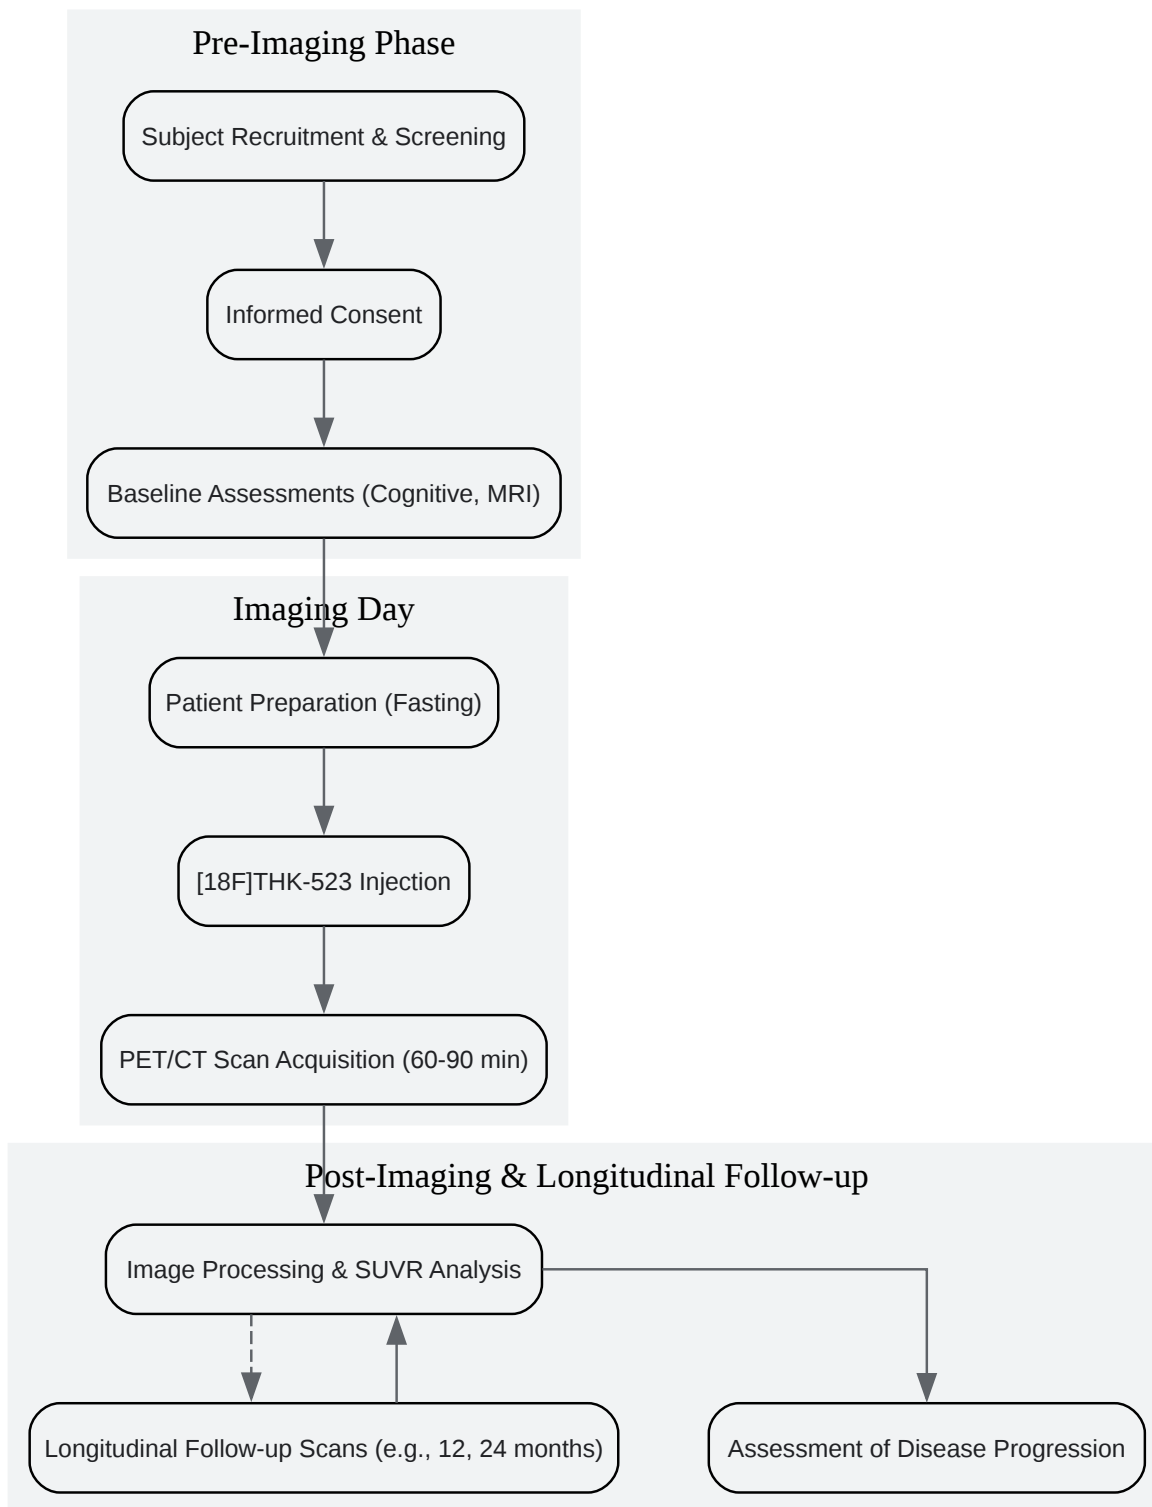 Pre-Imaging Phase
Subject Recruitment & Screening
Informed Consent
Baseline Assessments (Cognitive, MRI)
Imaging Day
Patient Preparation (Fasting)
[18F]THK-523 Injection
PET/CT Scan Acquisition (60-90 min)
Post-Imaging & Longitudinal Follow-up
Image Processing & SUVR Analysis
Longitudinal Follow-up Scans (e.g., 12, 24 months)
Assessment of Disease Progression